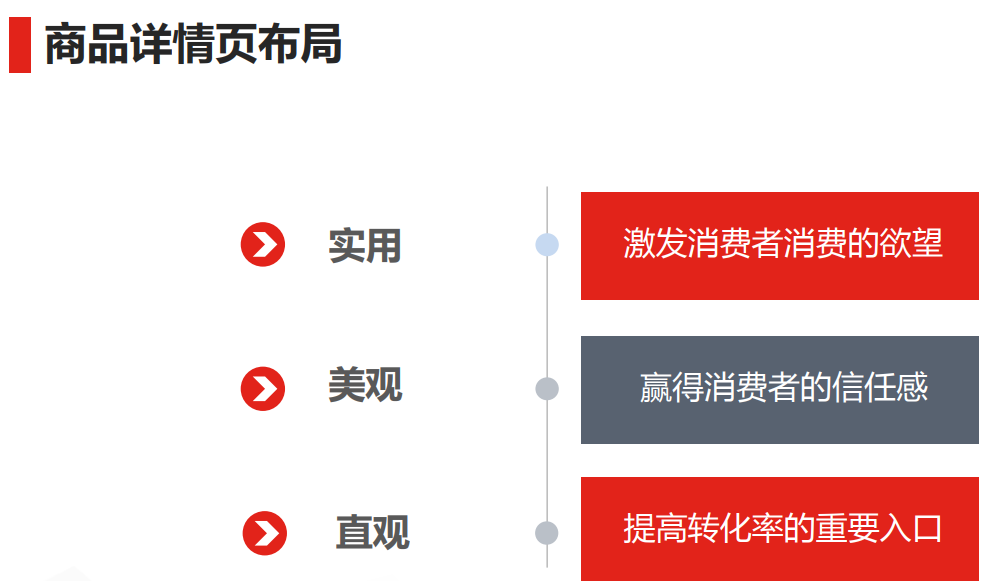 商品详情页布局
实用
激发消费者消费的欲望
美观
赢得消费者的信任感
直观
提高转化率的重要入口